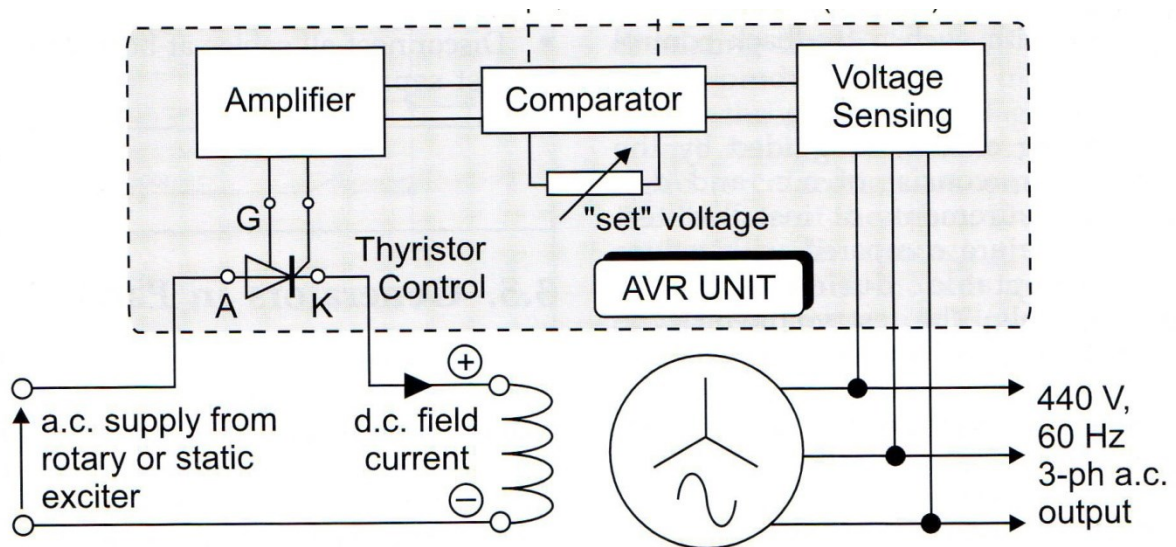 Amplifier
Comparator
Voltage
Sensing
G
"set" voltage
Thyristor
Control
AVR UNIT
A
K
+
a.c. supply from
rotary or static
exciter
d.c. field
current
−
440 V,
60 Hz
3-ph a.c.
output